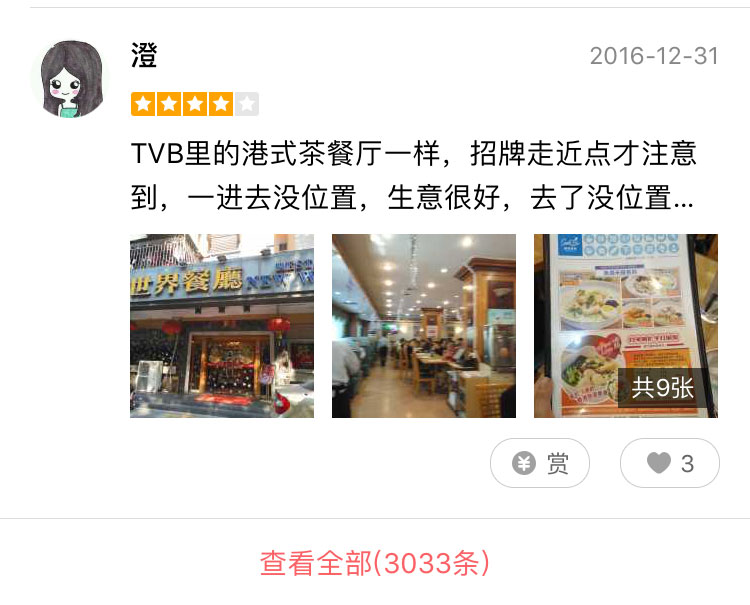 澄
2016-12-31
TVB里的港式茶餐厅一样，招牌走近点才注意
到，一进去没位置，生意很好，去了没位置...
世界餐廳
NEW W
共9张
赏
3
查看全部(3033条)